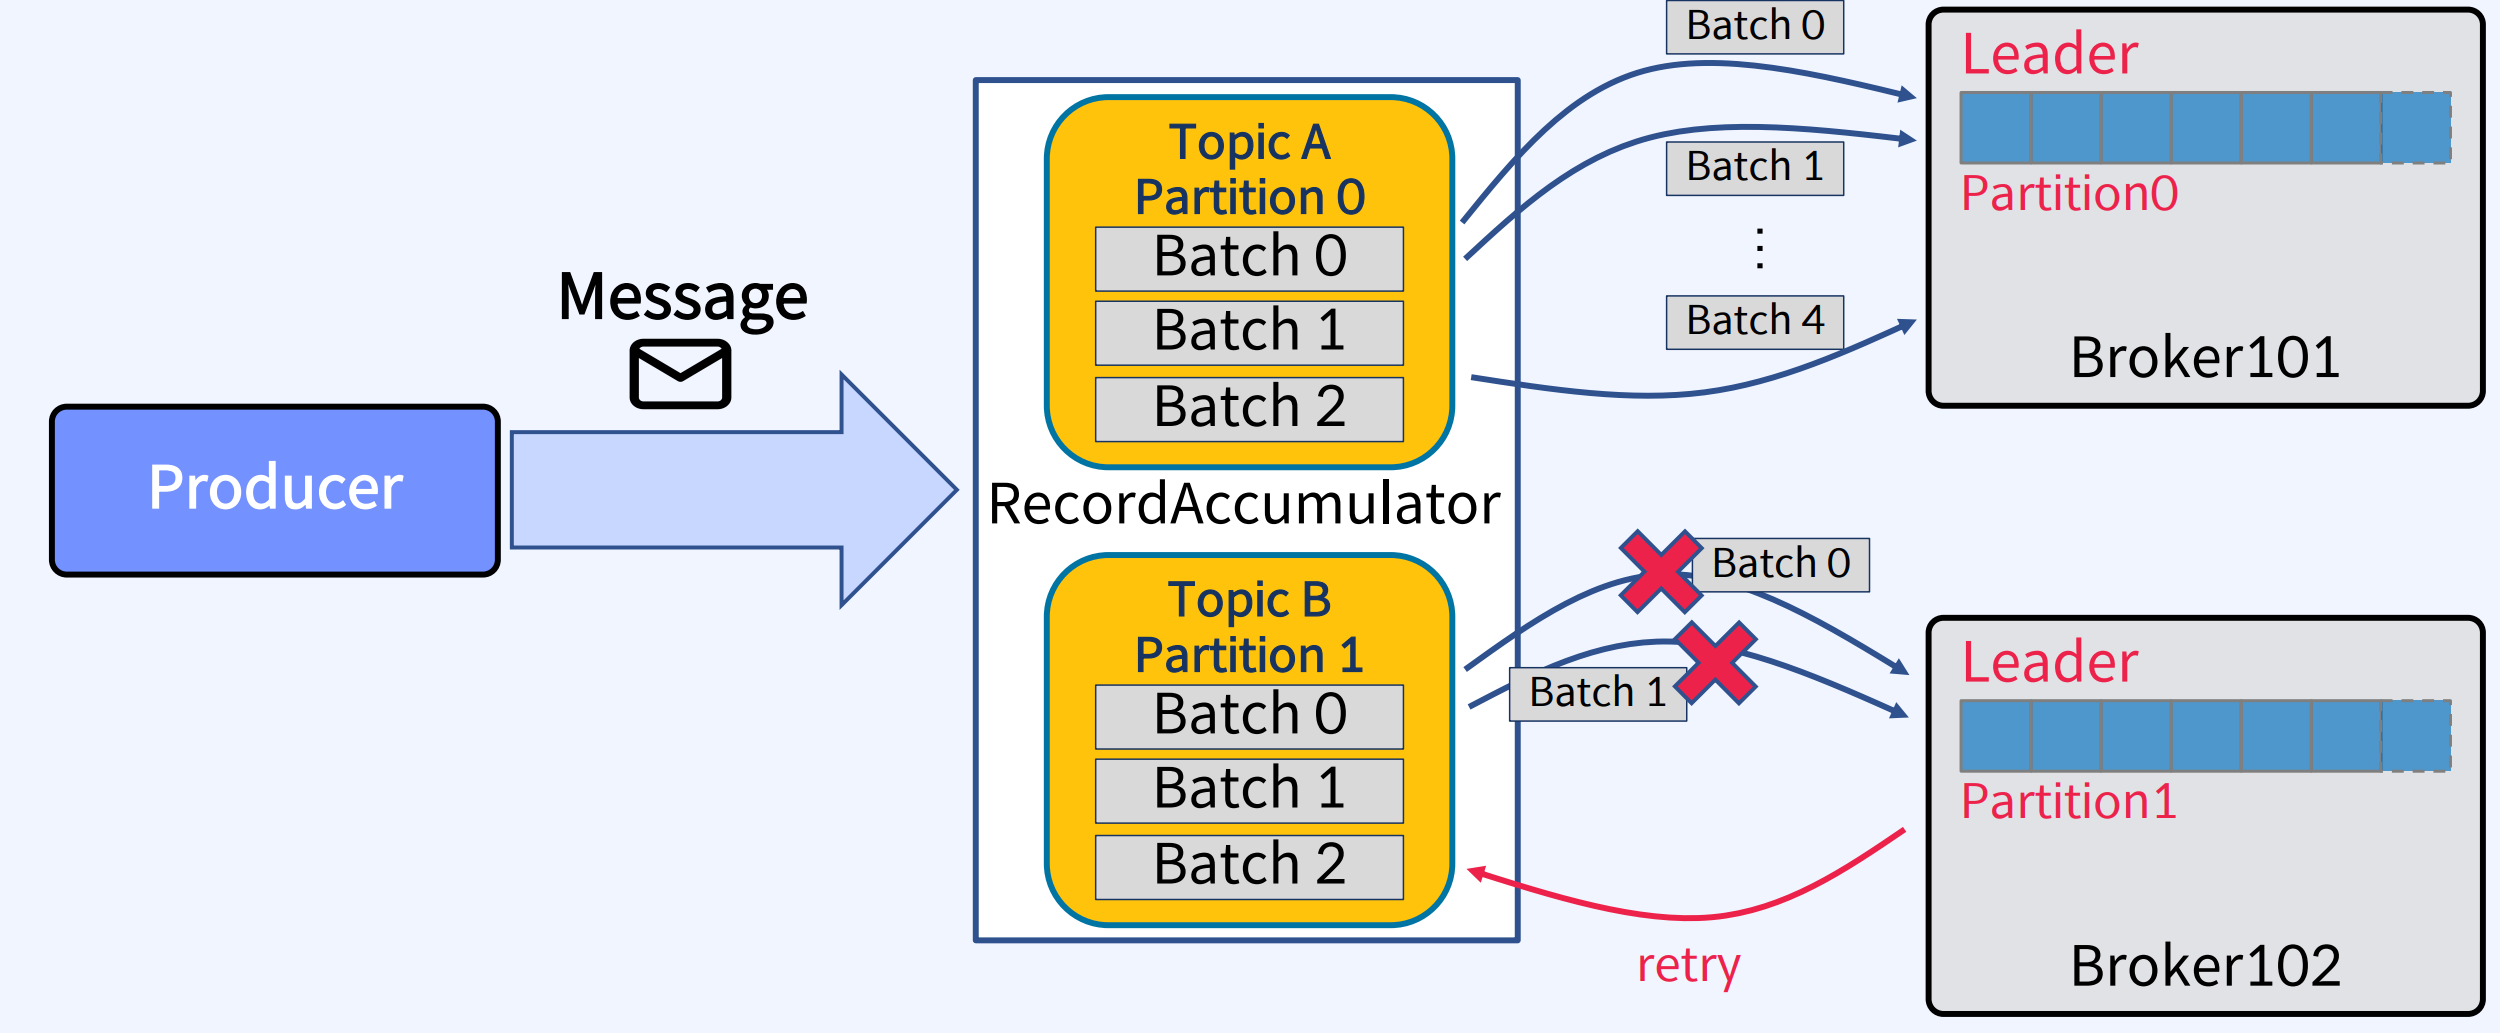 Message
Producer
Topic A
Partition 0
Batch 0
Batch 1
Batch 2
RecordAccumulator
Topic B
Partition 1
Batch 0
Batch 1
Batch 2
Batch 0
Batch 1
...
Batch 4
Leader
Partition0
Broker101
Batch 0
Batch 1
retry
Leader
Partition1
Broker102